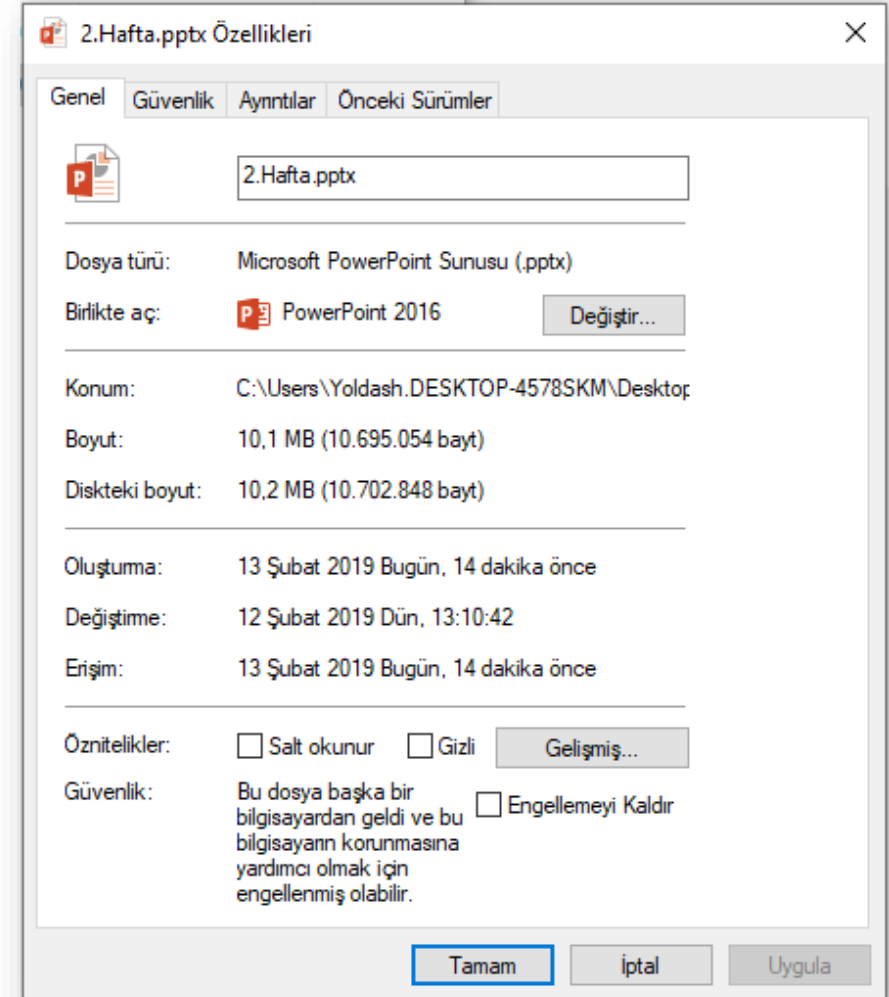 2.Hafta.pptx Özellikleri
Genel Güvenlik Ayrıntılar Önceki Sürümler
2.Hafta.pptx
Dosya türü: Microsoft PowerPoint Sunusu (.pptx)
Birlikte aç: PowerPoint 2016 Değiştir...
Konum: C:\Users\Yoldash.DESKTOP-4578SKM\Desktop
Boyut: 10,1 MB (10.695.054 bayt)
Diskteki boyut: 10,2 MB (10.702.848 bayt)
Oluşturma: 13 Şubat 2019 Bugün, 14 dakika önce
Değiştirme: 12 Şubat 2019 Dün, 13:10:42
Erişim: 13 Şubat 2019 Bugün, 14 dakika önce
Öznitelikler: Salt okunur Gizli Gelişmiş...
Güvenlik: Bu dosya başka bir
bilgisayardan geldi ve bu
bilgisayarın korunmasına
yardımcı olmak için
engellenmiş olabilir.
Engellemeyi Kaldır
Tamam İptal Uygula